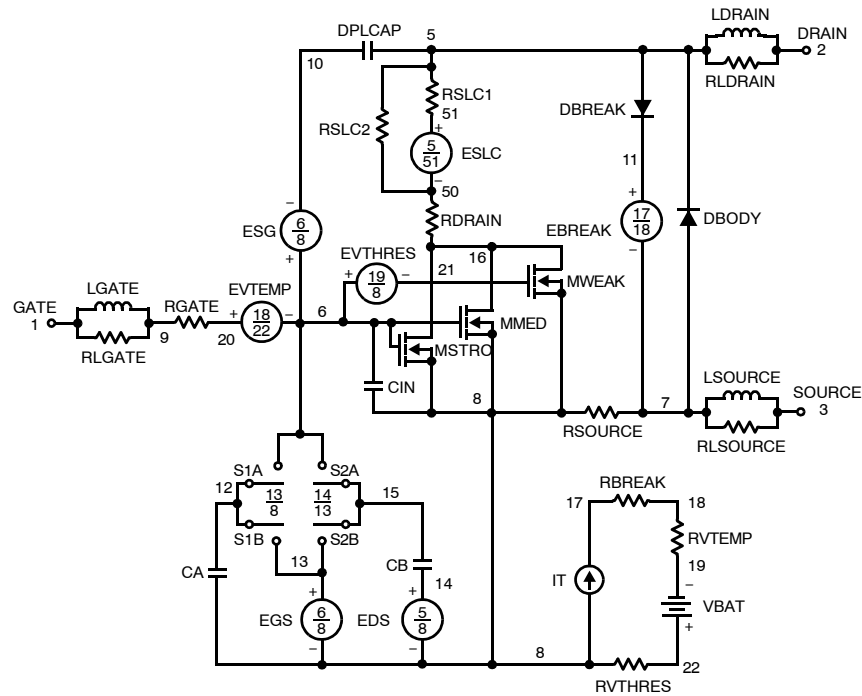 LDRAIN
DPLCAP 5 DRAIN
10 2
RLDRAIN
RSLC1
51
DBREAK
RSLC2
+
5
51
ESLC
11
−
50
−
+
6
8
ESG
RDRAIN
EBREAK
17
18
DBODY
+
EVTHRES
16
−
+ 19
8 − 21
MWEAK
LGATE
EVTEMP
GATE
1
RGATE
+ 18
22 − 6
MMED
9 20
RLGATE
MSTRO
CIN
8
7
LSOURCE
SOURCE
3
RSOURCE
RLSOURCE
S1A S2A
12 13
8 14
13 15
S1B S2B
13
RBREAK
17 18
RVTEMP
CA CB
14
IT
19
−
VBAT
+
+ +
EGS 6
8 EDS 5
8
− −
8
22
RVTHRES